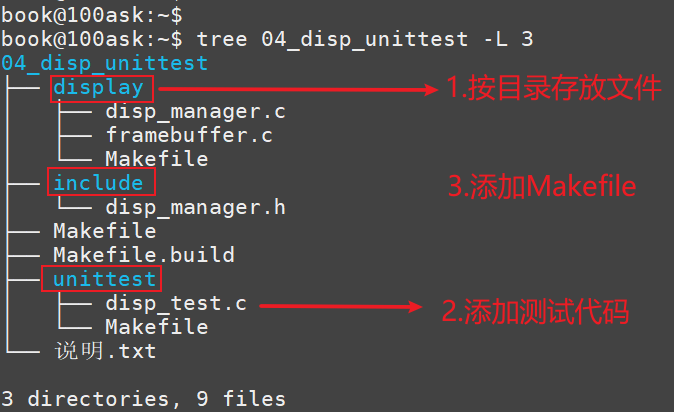 book@100ask:~$
book@100ask:~$ tree 04_disp_unittest -L 3
04_disp_unittest
├── display 1.按目录存放文件
│   ├── disp_manager.c
│   ├── framebuffer.c
│   └── Makefile
├── include 3.添加Makefile
│   └── disp_manager.h
├── Makefile
├── Makefile.build
├── unittest
│   ├── disp_test.c 2.添加测试代码
│   └── Makefile
└── 说明.txt
3 directories, 9 files